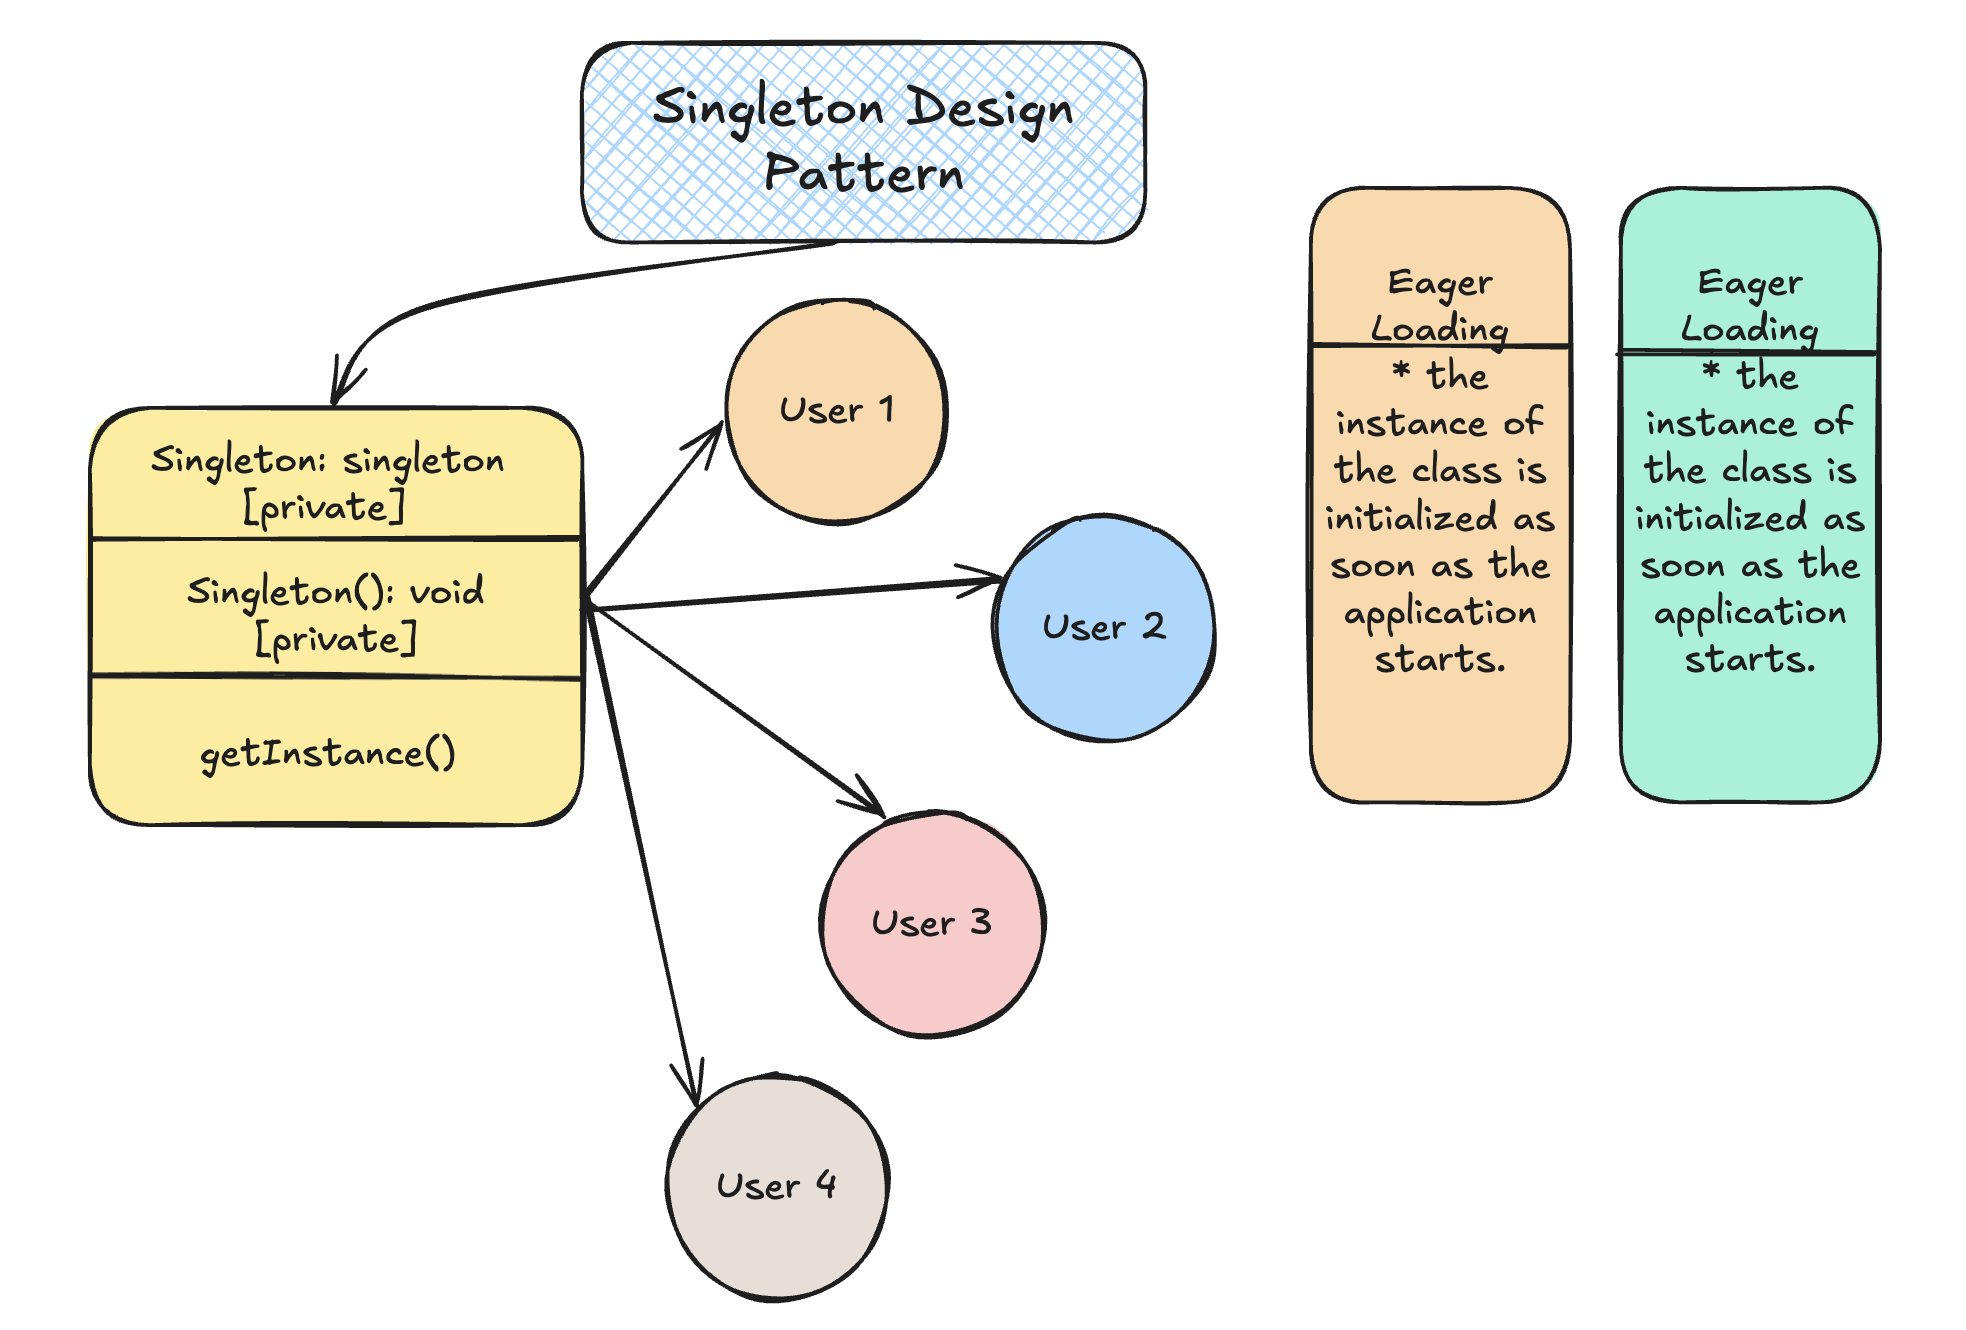 Singleton Design
Pattern
Singleton: singleton
[private]
Singleton(): void
[private]
getInstance()
User 1
User 2
User 3
User 4
Eager
Loading
* the
instance of
the class is
initialized as
soon as the
application
starts.
Eager
Loading
* the
instance of
the class is
initialized as
soon as the
application
starts.